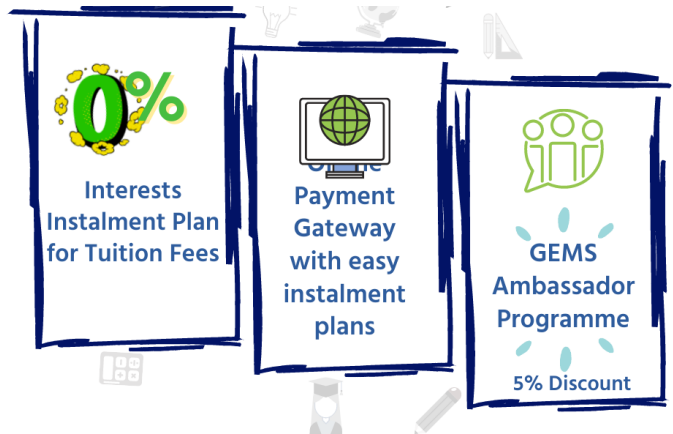 0%
Interests
Instalment Plan
for Tuition Fees
Payment
Gateway
with easy
instalment
plans
GEMS
Ambassador
Programme
5% Discount